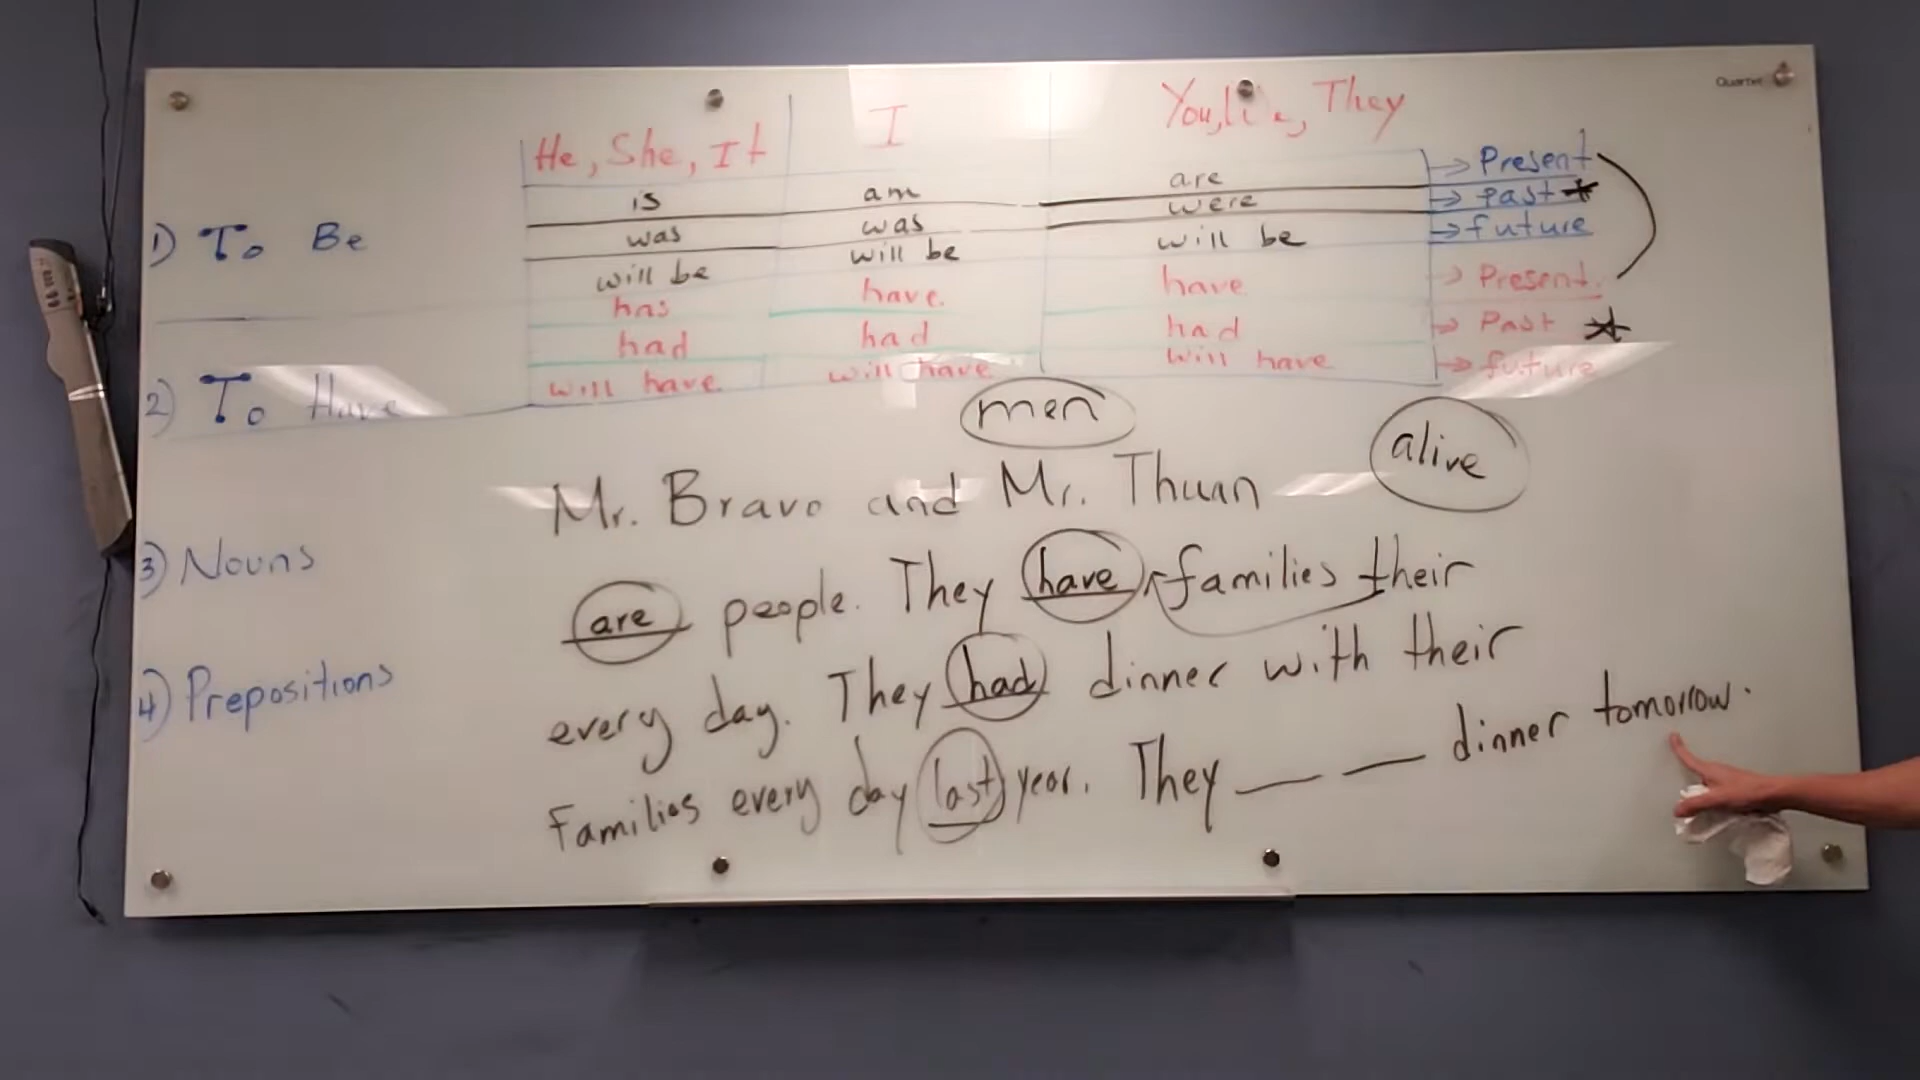 Quartet
He, She, It I You, We, They
is am are → Present
was was were → past *
1) To Be will be will be will be → future
has have have → Present
had had had → Past *
2) To Have will have will have will have → future
men
alive
Mr. Bravo and Mr. Thuan
3) Nouns
are people. They have families their
4) Prepositions
every day. They had dinner with their
Families every day last year. They __ __ dinner tomorrow.